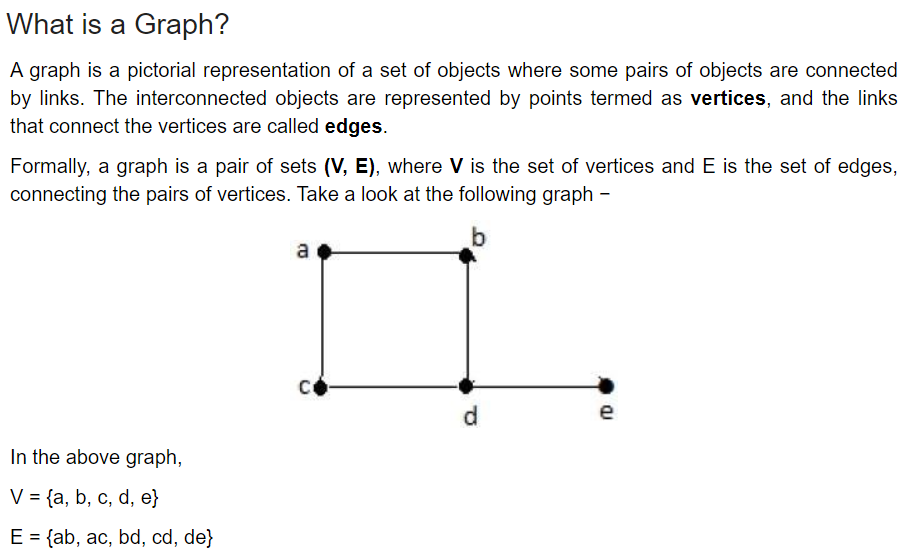 What is a Graph?
A graph is a pictorial representation of a set of objects where some pairs of objects are connected
by links. The interconnected objects are represented by points termed as vertices, and the links
that connect the vertices are called edges.
Formally, a graph is a pair of sets (V, E), where V is the set of vertices and E is the set of edges,
connecting the pairs of vertices. Take a look at the following graph −
a
b
c
d
e
In the above graph,
V = {a, b, c, d, e}
E = {ab, ac, bd, cd, de}